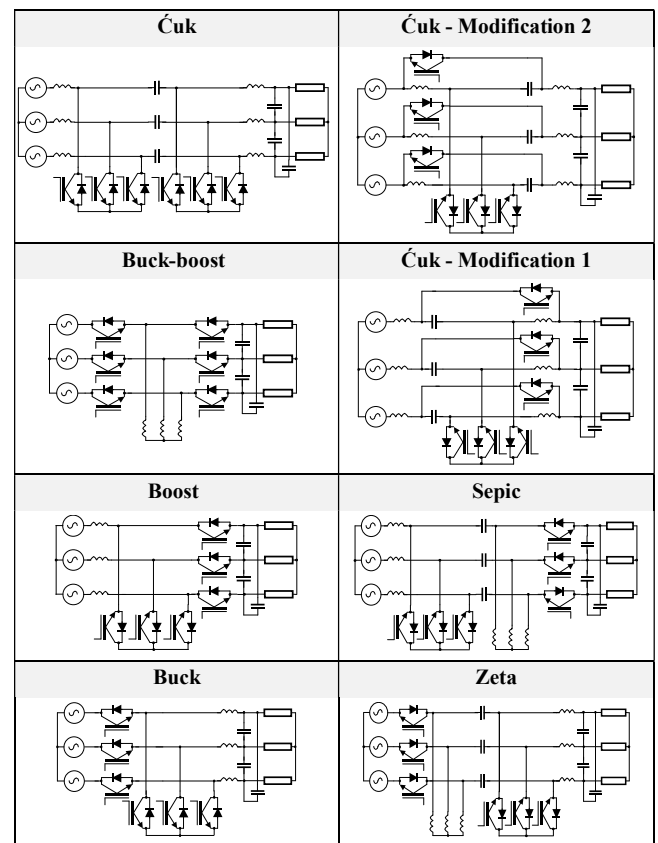 Ćuk
Ćuk - Modification 2
Buck-boost
Ćuk - Modification 1
Boost
Sepic
Buck
Zeta